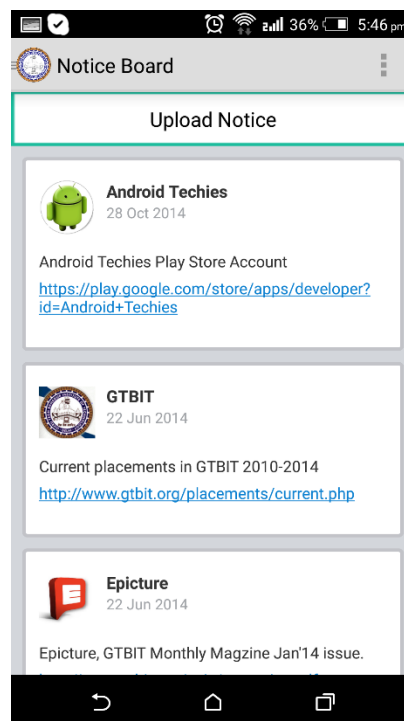 36% 5:46 pm
Notice Board
Upload Notice
Android Techies
28 Oct 2014
Android Techies Play Store Account
https://play.google.com/store/apps/developer?
id=Android+Techies
GTBIT
22 Jun 2014
Current placements in GTBIT 2010-2014
http://www.gtbit.org/placements/current.php
Epicture
22 Jun 2014
Epicture, GTBIT Monthly Magzine Jan'14 issue.